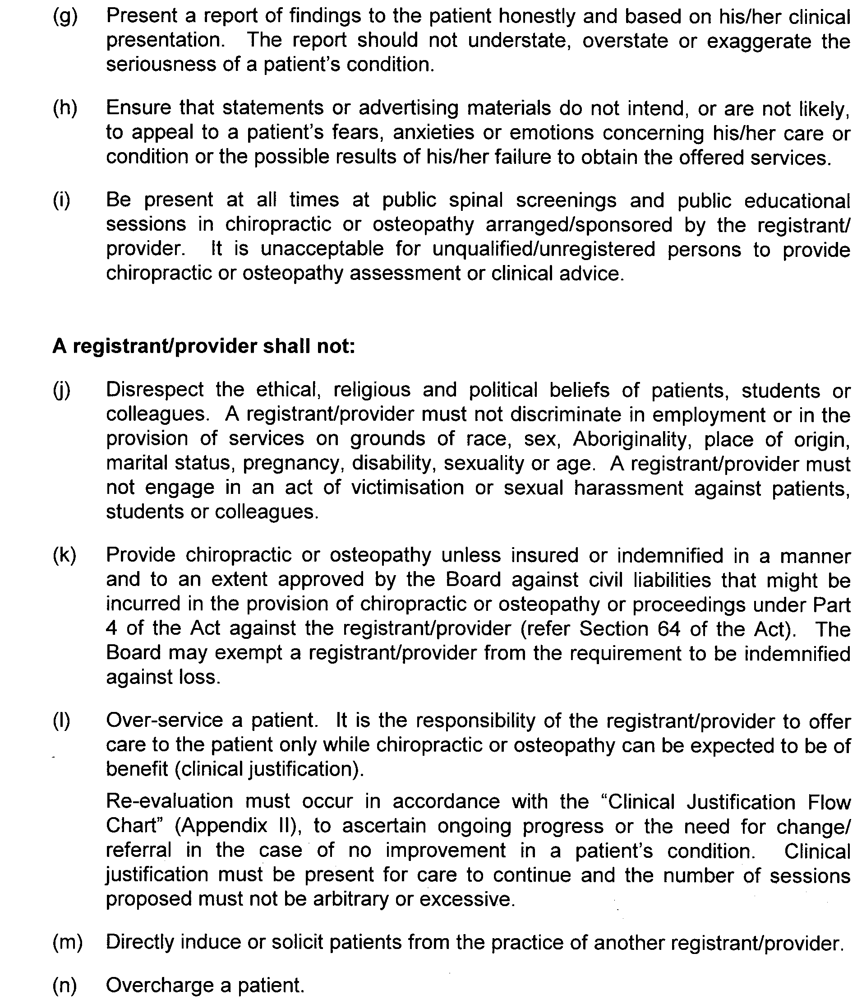 (g) Present a report of findings to the patient honestly and based on his/her clinical
presentation. The report should not understate, overstate or exaggerate the
seriousness of a patient's condition.
(h) Ensure that statements or advertising materials do not intend, or are not likely,
to appeal to a patient's fears, anxieties or emotions concerning his/her care or
condition or the possible results of his/her failure to obtain the offered services.
(i) Be present at all times at public spinal screenings and public educational
sessions in chiropractic or osteopathy arranged/sponsored by the registrant/
provider. It is unacceptable for unqualified/unregistered persons to provide
chiropractic or osteopathy assessment or clinical advice.
A registrant/provider shall not:
(j) Disrespect the ethical, religious and political beliefs of patients, students or
colleagues. A registrant/provider must not discriminate in employment or in the
provision of services on grounds of race, sex, Aboriginality, place of origin,
marital status, pregnancy, disability, sexuality or age. A registrant/provider must
not engage in an act of victimisation or sexual harassment against patients,
students or colleagues.
(k) Provide chiropractic or osteopathy unless insured or indemnified in a manner
and to an extent approved by the Board against civil liabilities that might be
incurred in the provision of chiropractic or osteopathy or proceedings under Part
4 of the Act against the registrant/provider (refer Section 64 of the Act). The
Board may exempt a registrant/provider from the requirement to be indemnified
against loss.
(l) Over-service a patient. It is the responsibility of the registrant/provider to offer
care to the patient only while chiropractic or osteopathy can be expected to be of
benefit (clinical justification).
Re-evaluation must occur in accordance with the “Clinical Justification Flow
Chart” (Appendix II), to ascertain ongoing progress or the need for change/
referral in the case of no improvement in a patient's condition. Clinical
justification must be present for care to continue and the number of sessions
proposed must not be arbitrary or excessive.
(m) Directly induce or solicit patients from the practice of another registrant/provider.
(n) Overcharge a patient.